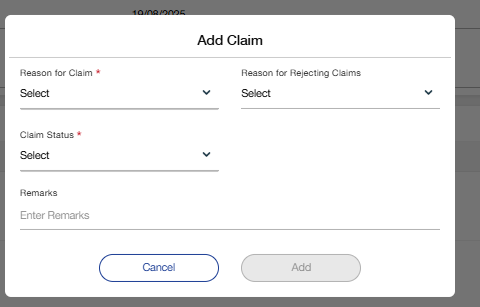 19/08/2025
Add Claim
Reason for Claim *
Reason for Rejecting Claims
Select
Select
Claim Status *
Select
Remarks
Enter Remarks
Cancel
Add